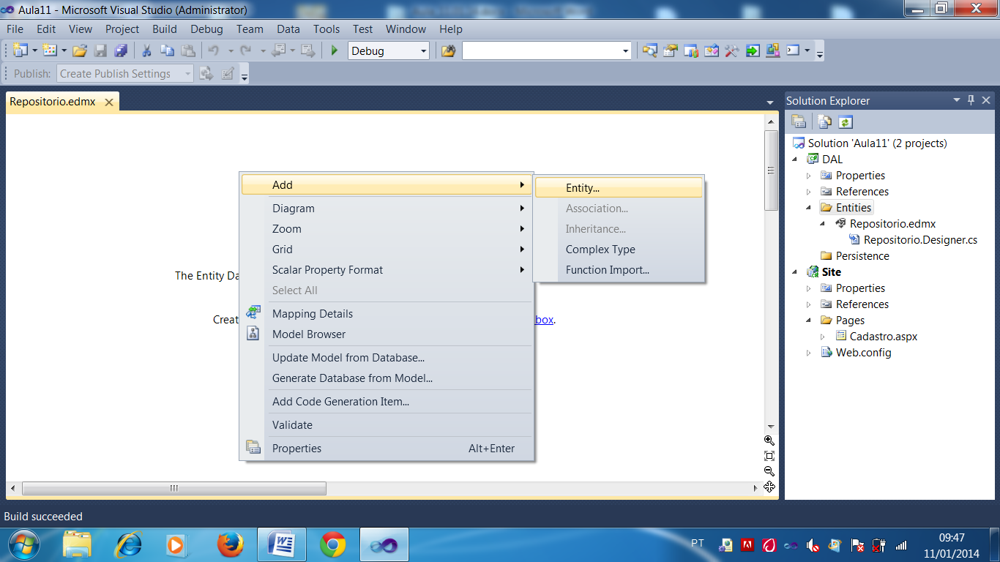 Aula11 - Microsoft Visual Studio (Administrator)
File Edit View Project Build Debug Team Data Tools Test Window Help
Debug
Publish: Create Publish Settings
Repositorio.edmx
The Entity Da
Creat
box.
Add
Diagram
Zoom
Grid
Scalar Property Format
Select All
Mapping Details
Model Browser
Update Model from Database...
Generate Database from Model...
Add Code Generation Item...
Validate
Properties Alt+Enter
Entity...
Association...
Inheritance...
Complex Type
Function Import...
Solution Explorer
Solution 'Aula11' (2 projects)
DAL
Properties
References
Entities
Repositorio.edmx
Repositorio.Designer.cs
Persistence
Site
Properties
References
Pages
Cadastro.aspx
Web.config
Build succeeded
PT
09:47
11/01/2014